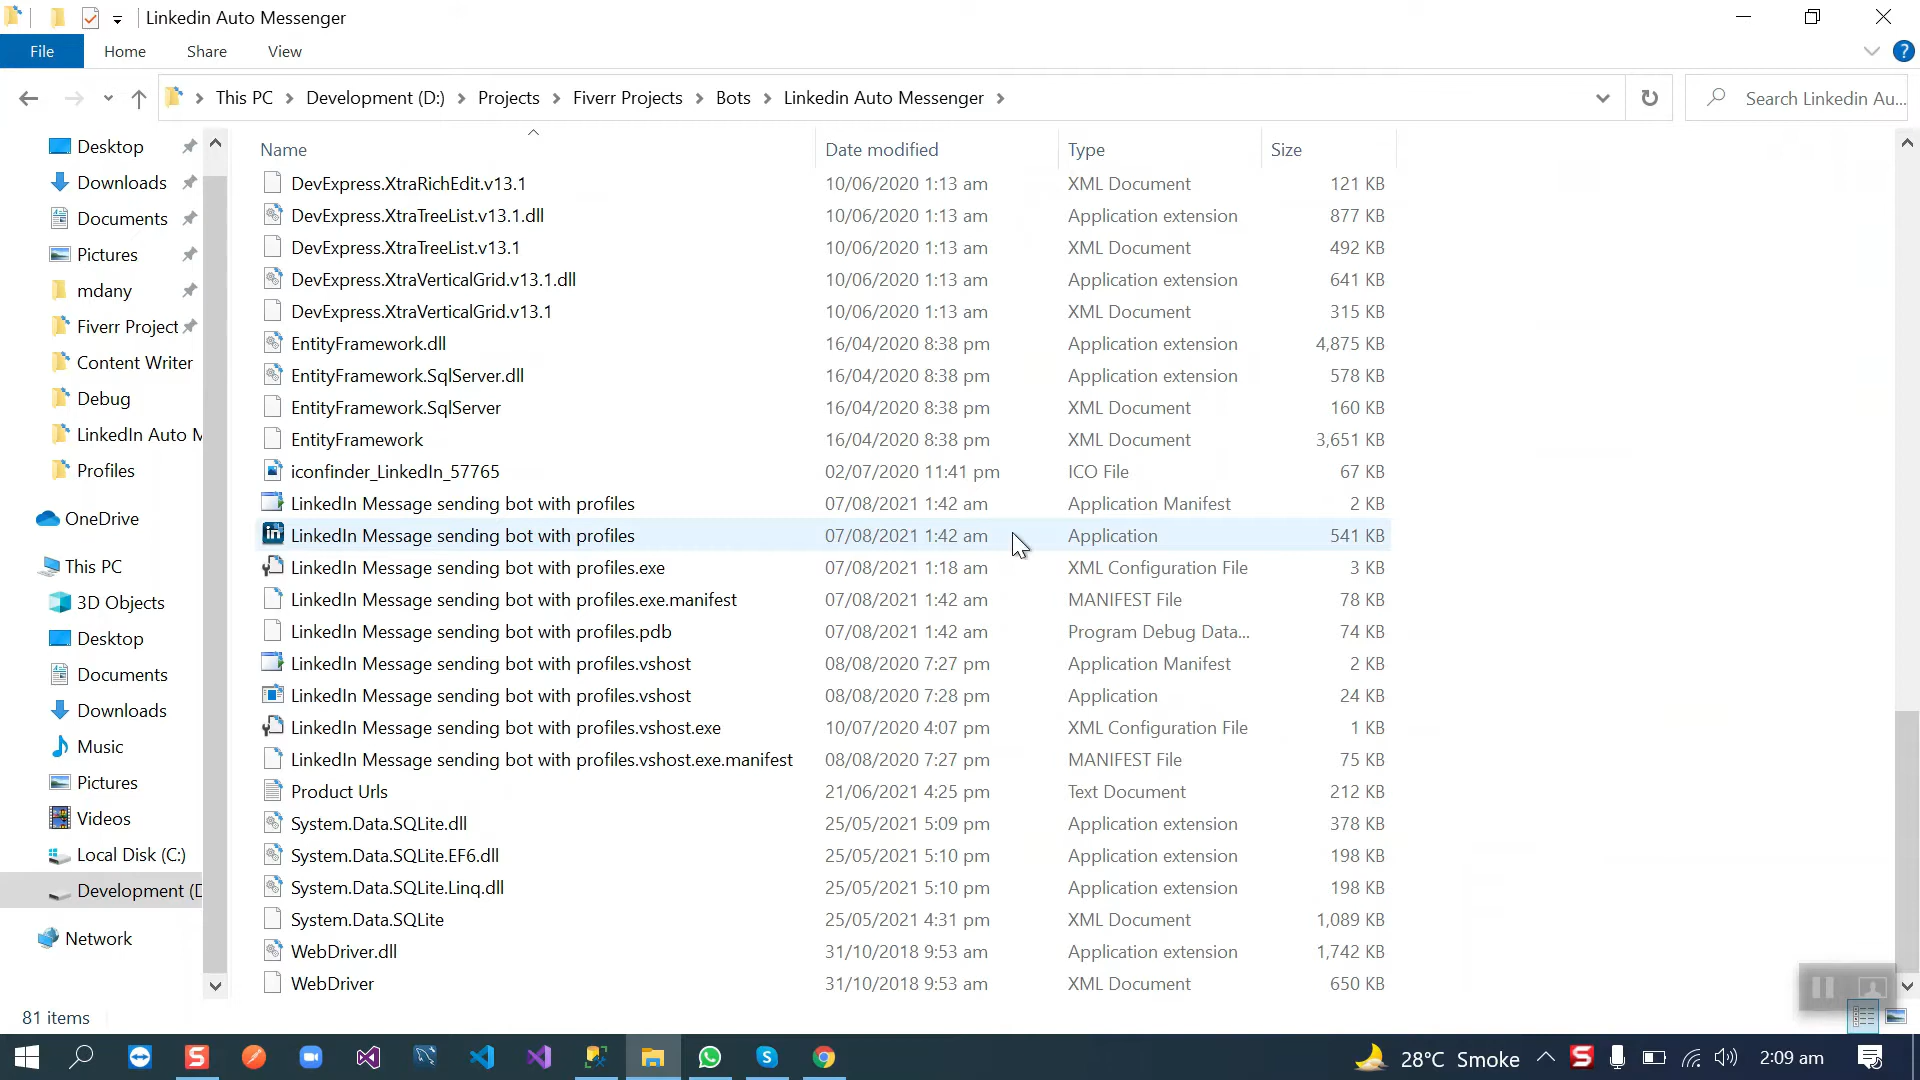 Linkedin Auto Messenger
File Home Share View
This PC Development (D:) Projects Fiverr Projects Bots Linkedin Auto Messenger
Search Linkedin Au...
Desktop
Downloads
Documents
Pictures
mdany
Fiverr Project
Content Writer
Debug
LinkedIn Auto M
Profiles
OneDrive
This PC
3D Objects
Desktop
Documents
Downloads
Music
Pictures
Videos
Local Disk (C:)
Development (D
Network
Name Date modified Type Size
DevExpress.XtraRichEdit.v13.1 10/06/2020 1:13 am XML Document 121 KB
DevExpress.XtraTreeList.v13.1.dll 10/06/2020 1:13 am Application extension 877 KB
DevExpress.XtraTreeList.v13.1 10/06/2020 1:13 am XML Document 492 KB
DevExpress.XtraVerticalGrid.v13.1.dll 10/06/2020 1:13 am Application extension 641 KB
DevExpress.XtraVerticalGrid.v13.1 10/06/2020 1:13 am XML Document 315 KB
EntityFramework.dll 16/04/2020 8:38 pm Application extension 4,875 KB
EntityFramework.SqlServer.dll 16/04/2020 8:38 pm Application extension 578 KB
EntityFramework.SqlServer 16/04/2020 8:38 pm XML Document 160 KB
EntityFramework 16/04/2020 8:38 pm XML Document 3,651 KB
iconfinder_LinkedIn_57765 02/07/2020 11:41 pm ICO File 67 KB
LinkedIn Message sending bot with profiles 07/08/2021 1:42 am Application Manifest 2 KB
LinkedIn Message sending bot with profiles 07/08/2021 1:42 am Application 541 KB
LinkedIn Message sending bot with profiles.exe 07/08/2021 1:18 am XML Configuration File 3 KB
LinkedIn Message sending bot with profiles.exe.manifest 07/08/2021 1:42 am MANIFEST File 78 KB
LinkedIn Message sending bot with profiles.pdb 07/08/2021 1:42 am Program Debug Data... 74 KB
LinkedIn Message sending bot with profiles.vshost 08/08/2020 7:27 pm Application Manifest 2 KB
LinkedIn Message sending bot with profiles.vshost 08/08/2020 7:28 pm Application 24 KB
LinkedIn Message sending bot with profiles.vshost.exe 10/07/2020 4:07 pm XML Configuration File 1 KB
LinkedIn Message sending bot with profiles.vshost.exe.manifest 08/08/2020 7:27 pm MANIFEST File 75 KB
Product Urls 21/06/2021 4:25 pm Text Document 212 KB
System.Data.SQLite.dll 25/05/2021 5:09 pm Application extension 378 KB
System.Data.SQLite.EF6.dll 25/05/2021 5:10 pm Application extension 198 KB
System.Data.SQLite.Linq.dll 25/05/2021 5:10 pm Application extension 198 KB
System.Data.SQLite 25/05/2021 4:31 pm XML Document 1,089 KB
WebDriver.dll 31/10/2018 9:53 am Application extension 1,742 KB
WebDriver 31/10/2018 9:53 am XML Document 650 KB
81 items
28°C Smoke 2:09 am